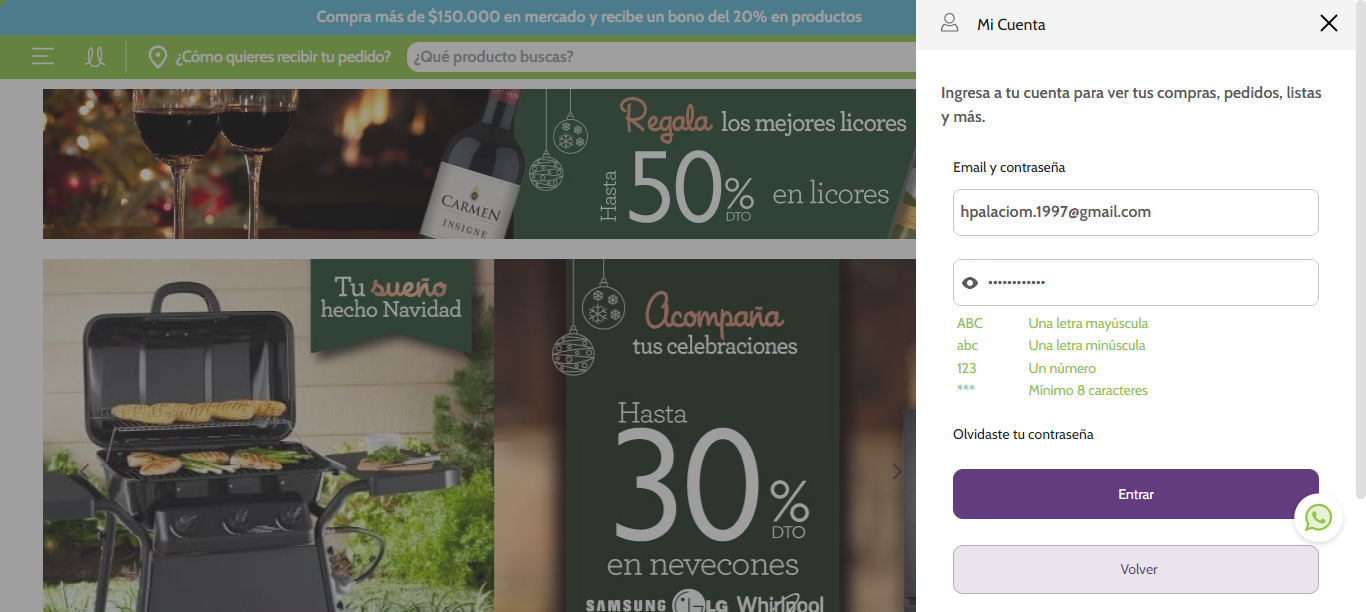 Compra más de $150.000 en mercado y recibe un bono del 20% en productos
¿Cómo quieres recibir tu pedido?
¿Qué producto buscas?
Regala los mejores licores
Hasta 50% DTO en licores
CARMEN
INSIGNE
Tu sueño
hecho Navidad
Acompaña
tus celebraciones
Hasta
30%
DTO
en nevecones
SAMSUNG LG Whirlpool
Mi Cuenta
Ingresa a tu cuenta para ver tus compras, pedidos, listas
y más.
Email y contraseña
hpalaciom.1997@gmail.com
••••••••••••
ABC Una letra mayúscula
abc Una letra minúscula
123 Un número
*** Mínimo 8 caracteres
Olvidaste tu contraseña
Entrar
Volver